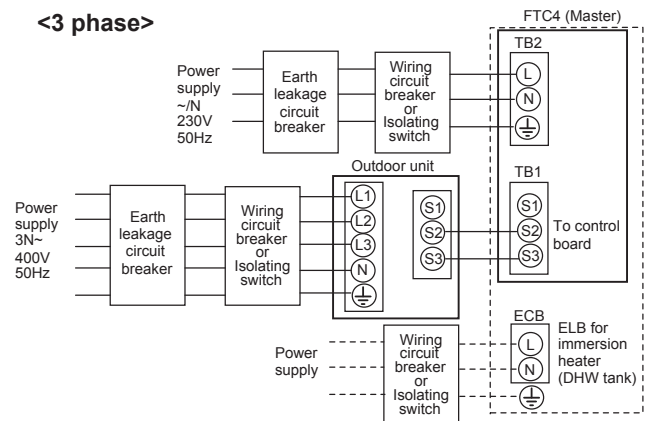 <3 phase>
FTC4 (Master)
TB2
Power
supply
~/N
230V
50Hz
Earth
leakage
circuit
breaker
Wiring
circuit
breaker
or
Isolating
switch
L
N
Outdoor unit
TB1
Power
supply
3N~
400V
50Hz
Earth
leakage
circuit
breaker
Wiring
circuit
breaker
or
Isolating
switch
L1
L2
L3
N
S1
S2
S3
S1
S2
S3
To control
board
ECB
Power
supply
Wiring
circuit
breaker
or
Isolating
switch
L
N
ELB for
immersion
heater
(DHW tank)